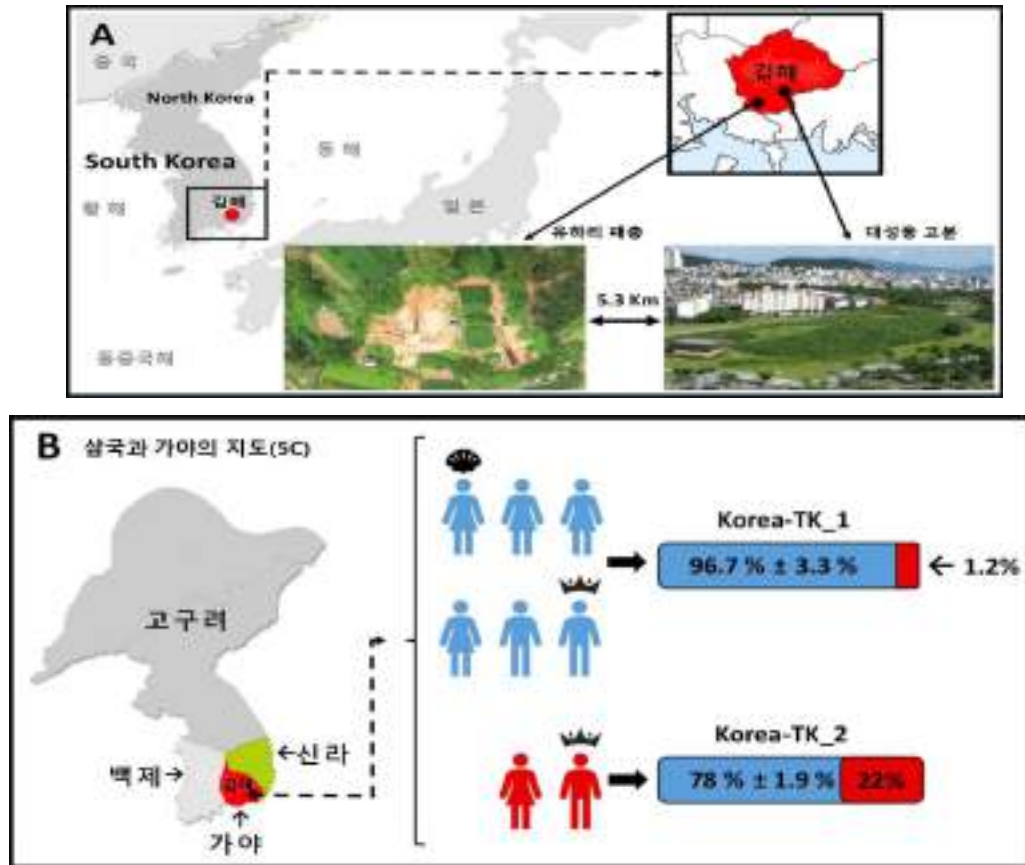 A
중국
North Korea
김해
동해
South Korea
황해
김해
일본
유하리 패총
대성동 고분
5.3 Km
동중국해
B 삼국과 가야의 지도(5C)
Korea-TK_1
96.7 % ± 3.3 %
← 1.2%
고구려
Korea-TK_2
←신라
백제→
78 % ± 1.9 %
22%
가야